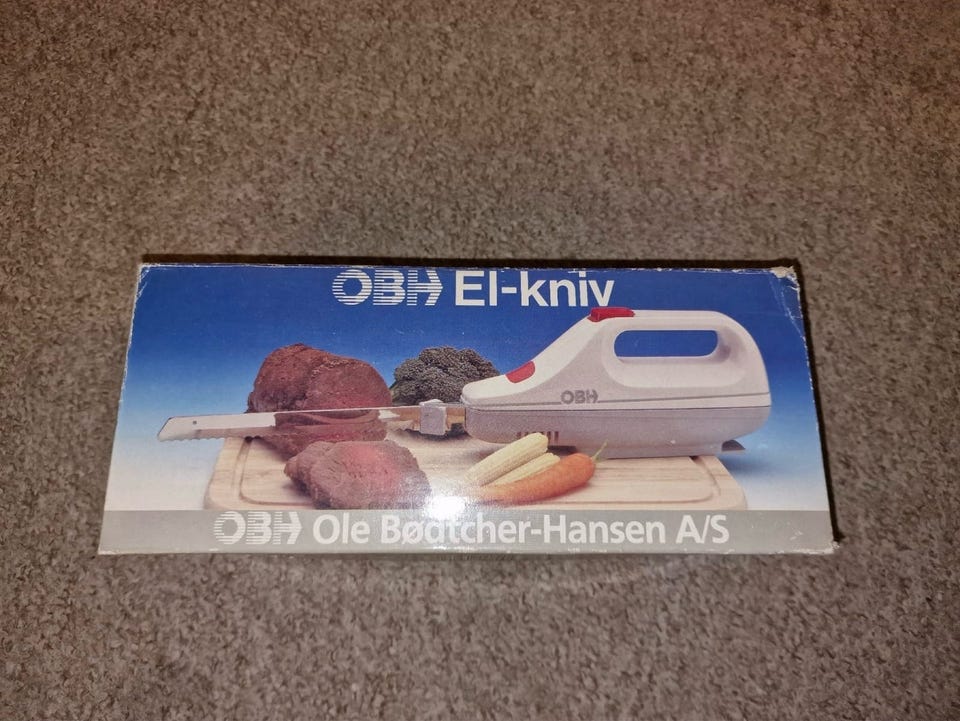 OBH El-kniv
OBH
OBH Ole Bødtcher-Hansen A/S